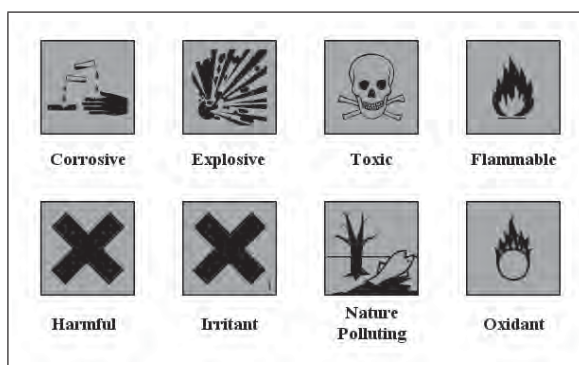 Corrosive
Explosive
Toxic
Flammable
Harmful
Irritant
Nature
Polluting
Oxidant